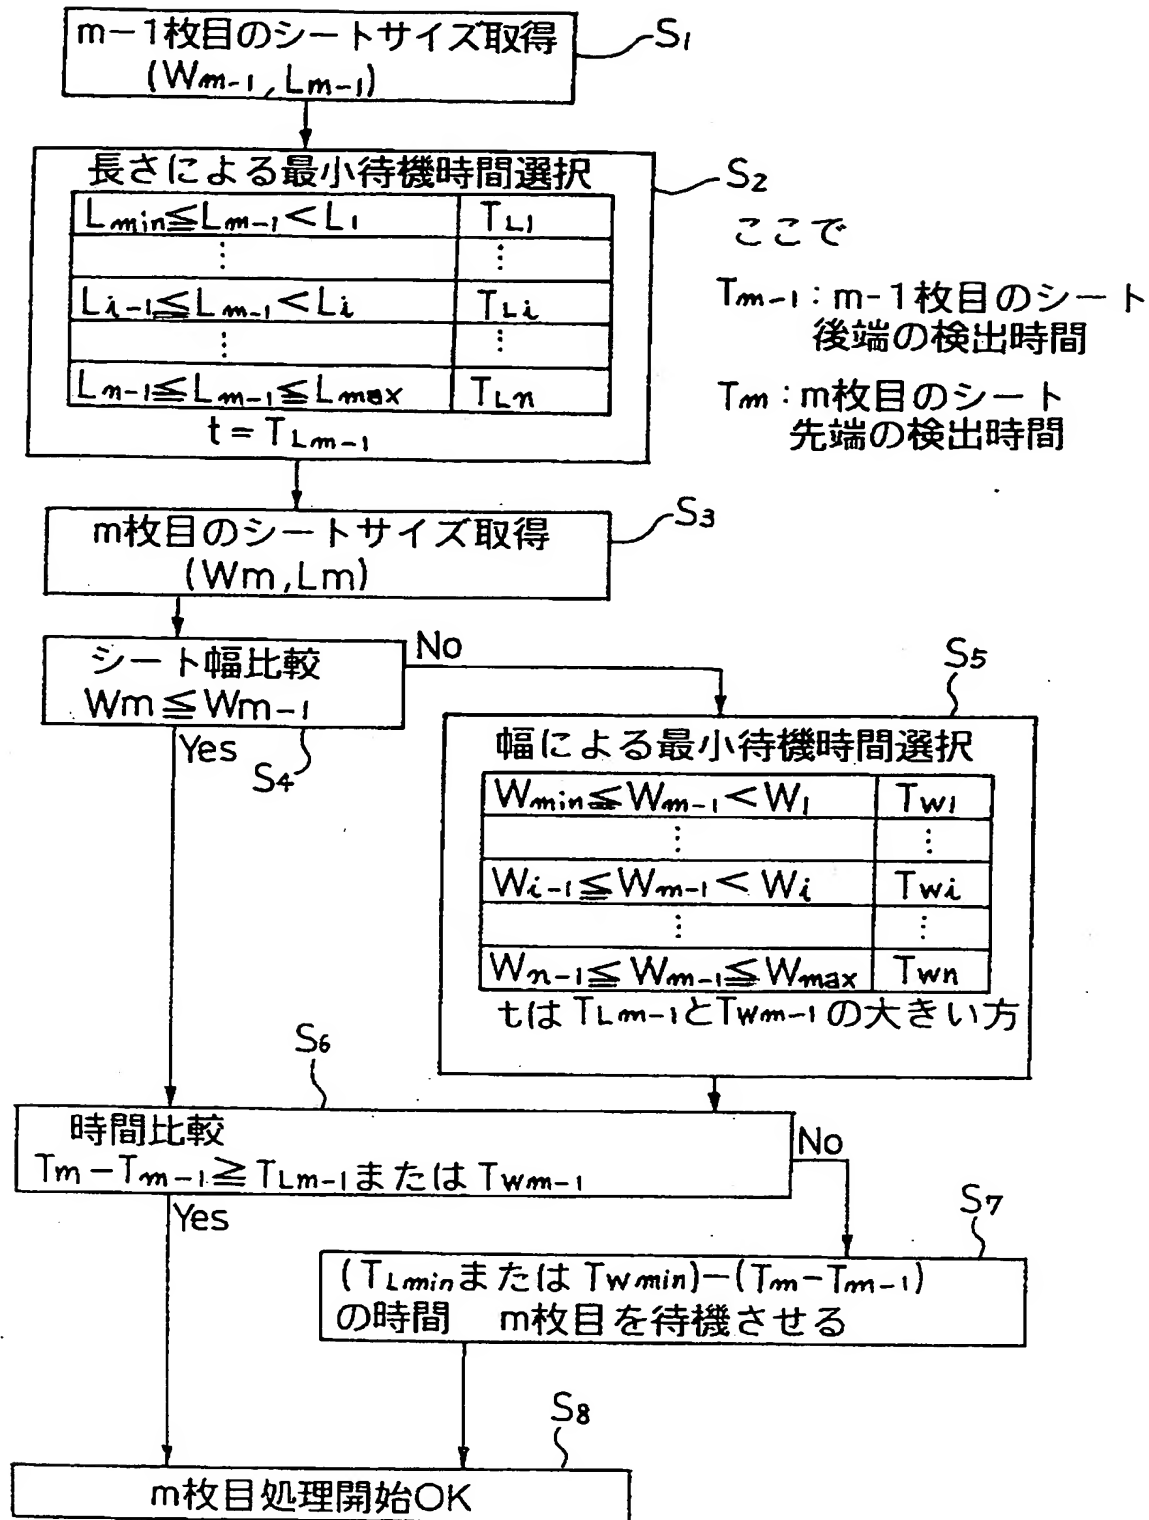 m-1枚目のシートサイズ取得
(Wm-1, Lm-1)
S1
長さによる最小待機時間選択
S2
Lmin≦Lm-1<L1 TL1
⋮ ⋮
Li-1≦Lm-1<Li TLi
⋮ ⋮
Ln-1≦Lm-1≦Lmax TLn
t=TLm-1
ここで
Tm-1:m-1枚目のシート
後端の検出時間
Tm:m枚目のシート
先端の検出時間
m枚目のシートサイズ取得
(Wm,Lm)
S3
シート幅比較
Wm≦Wm-1
No
Yes
S4
S5
幅による最小待機時間選択
Wmin≦Wm-1<W1 Tw1
⋮ ⋮
Wi-1≦Wm-1<Wi Twi
⋮ ⋮
Wn-1≦Wm-1≦Wmax Twn
tはTLm-1とTwm-1の大きい方
S6
時間比較
Tm-Tm-1≧TLm-1またはTwm-1
No
Yes
S7
(TLminまたはTwmin)-(Tm-Tm-1)
の時間 m枚目を待機させる
S8
m枚目処理開始OK